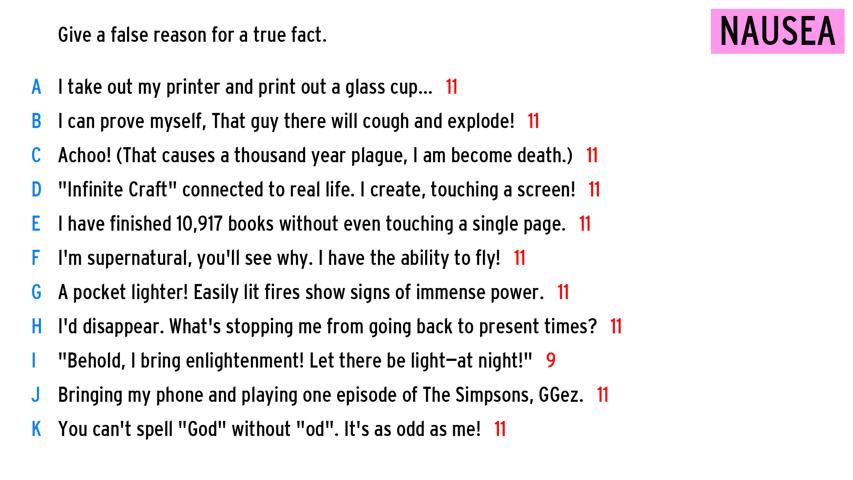 Give a false reason for a true fact.
NAUSEA
A I take out my printer and print out a glass cup... 11
B I can prove myself, That guy there will cough and explode! 11
C Achoo! (That causes a thousand year plague, I am become death.) 11
D "Infinite Craft" connected to real life. I create, touching a screen! 11
E I have finished 10,917 books without even touching a single page. 11
F I'm supernatural, you'll see why. I have the ability to fly! 11
G A pocket lighter! Easily lit fires show signs of immense power. 11
H I'd disappear. What's stopping me from going back to present times? 11
I "Behold, I bring enlightenment! Let there be light—at night!" 9
J Bringing my phone and playing one episode of The Simpsons, GGez. 11
K You can't spell "God" without "od". It's as odd as me! 11